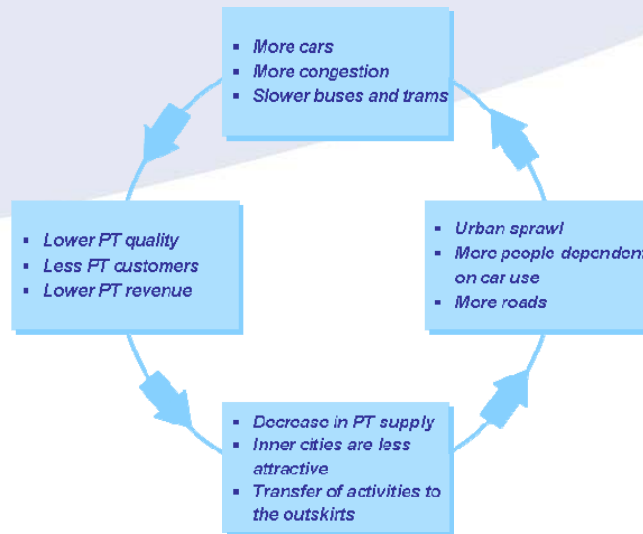 ▪ More cars
▪ More congestion
▪ Slower buses and trams
▪ Lower PT quality
▪ Less PT customers
▪ Lower PT revenue
▪ Urban sprawl
▪ More people dependent
on car use
▪ More roads
▪ Decrease in PT supply
▪ Inner cities are less
attractive
▪ Transfer of activities to
the outskirts